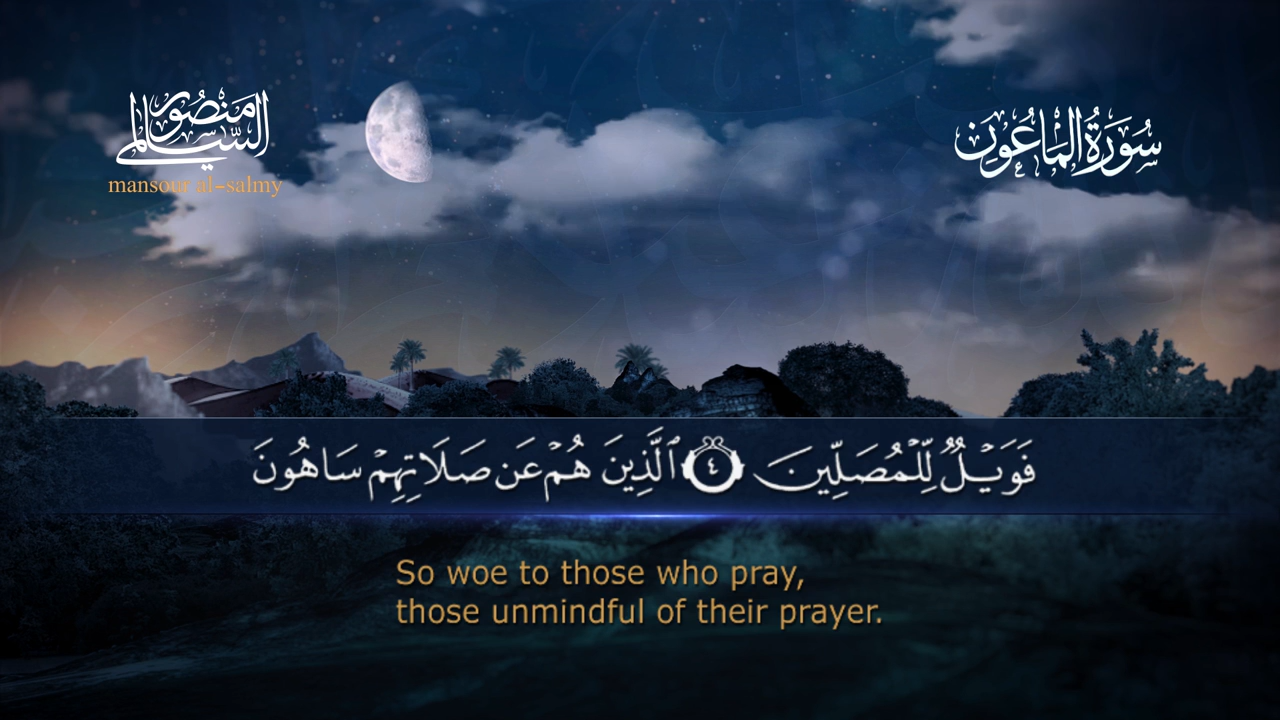 منصور السالمي
mansour al-salmy
سُورَةُ المَاعُونَ
فَوَيۡلٌ لِّلۡمُصَلِّينَ ٤ ٱلَّذِينَ هُمۡ عَن صَلَاتِهِمۡ سَاهُونَ
So woe to those who pray,
those unmindful of their prayer.